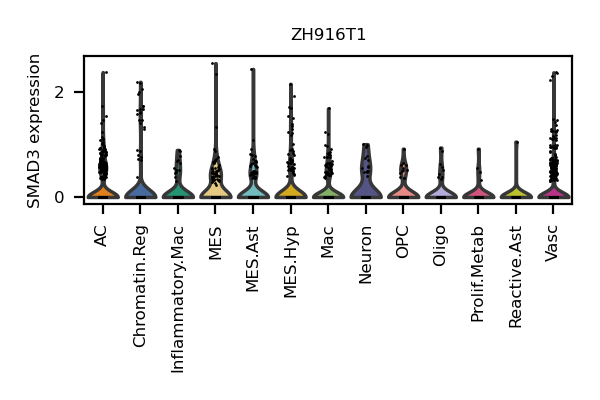 ZH916T1
SMAD3 expression
2
0
AC
Chromatin.Reg
Inflammatory.Mac
MES
MES.Ast
MES.Hyp
Mac
Neuron
OPC
Oligo
Prolif.Metab
Reactive.Ast
Vasc